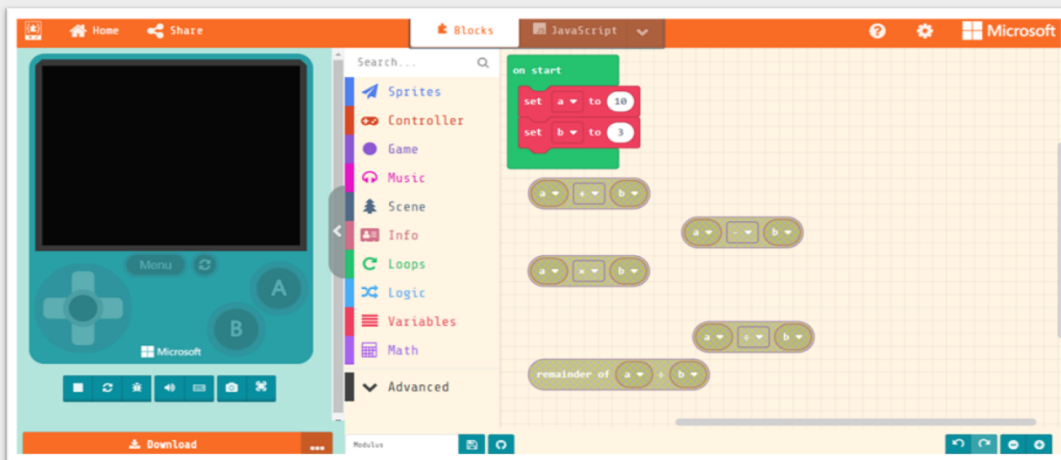 Home Share Blocks JavaScript ? Microsoft
Search...
Sprites
Controller
Game
Music
Scene
Info
Loops
Logic
Variables
Math
Advanced
Menu
A
B
Microsoft
Download ...
on start
set a to 10
set b to 3
a + b
a - b
a × b
a ÷ b
remainder of a ÷ b
Modulus